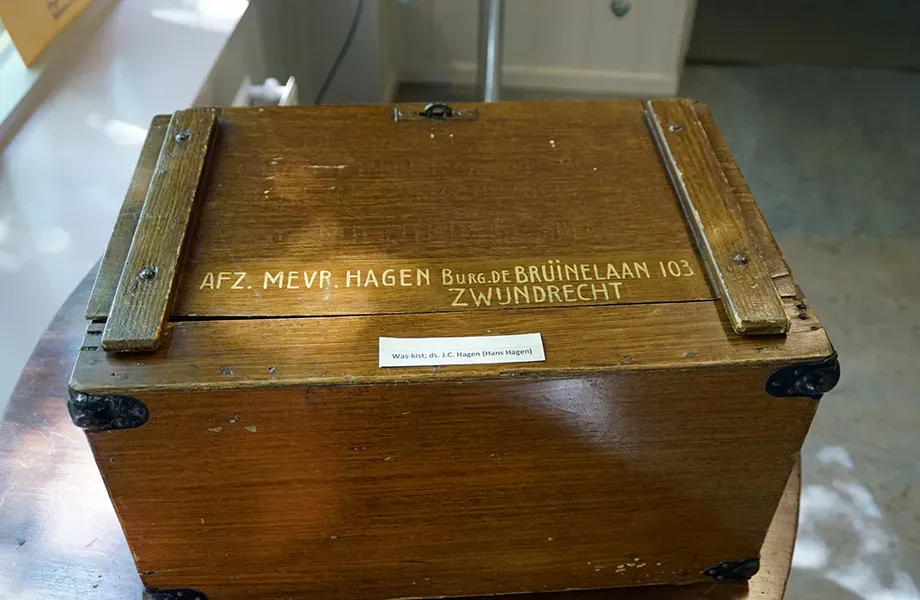 AFZ. MEVR. HAGEN BURG. DE BRÜINELAAN 103
ZWUNDRECHT
Was-kist; ds. J.C. Hagen (Hans Hagen)